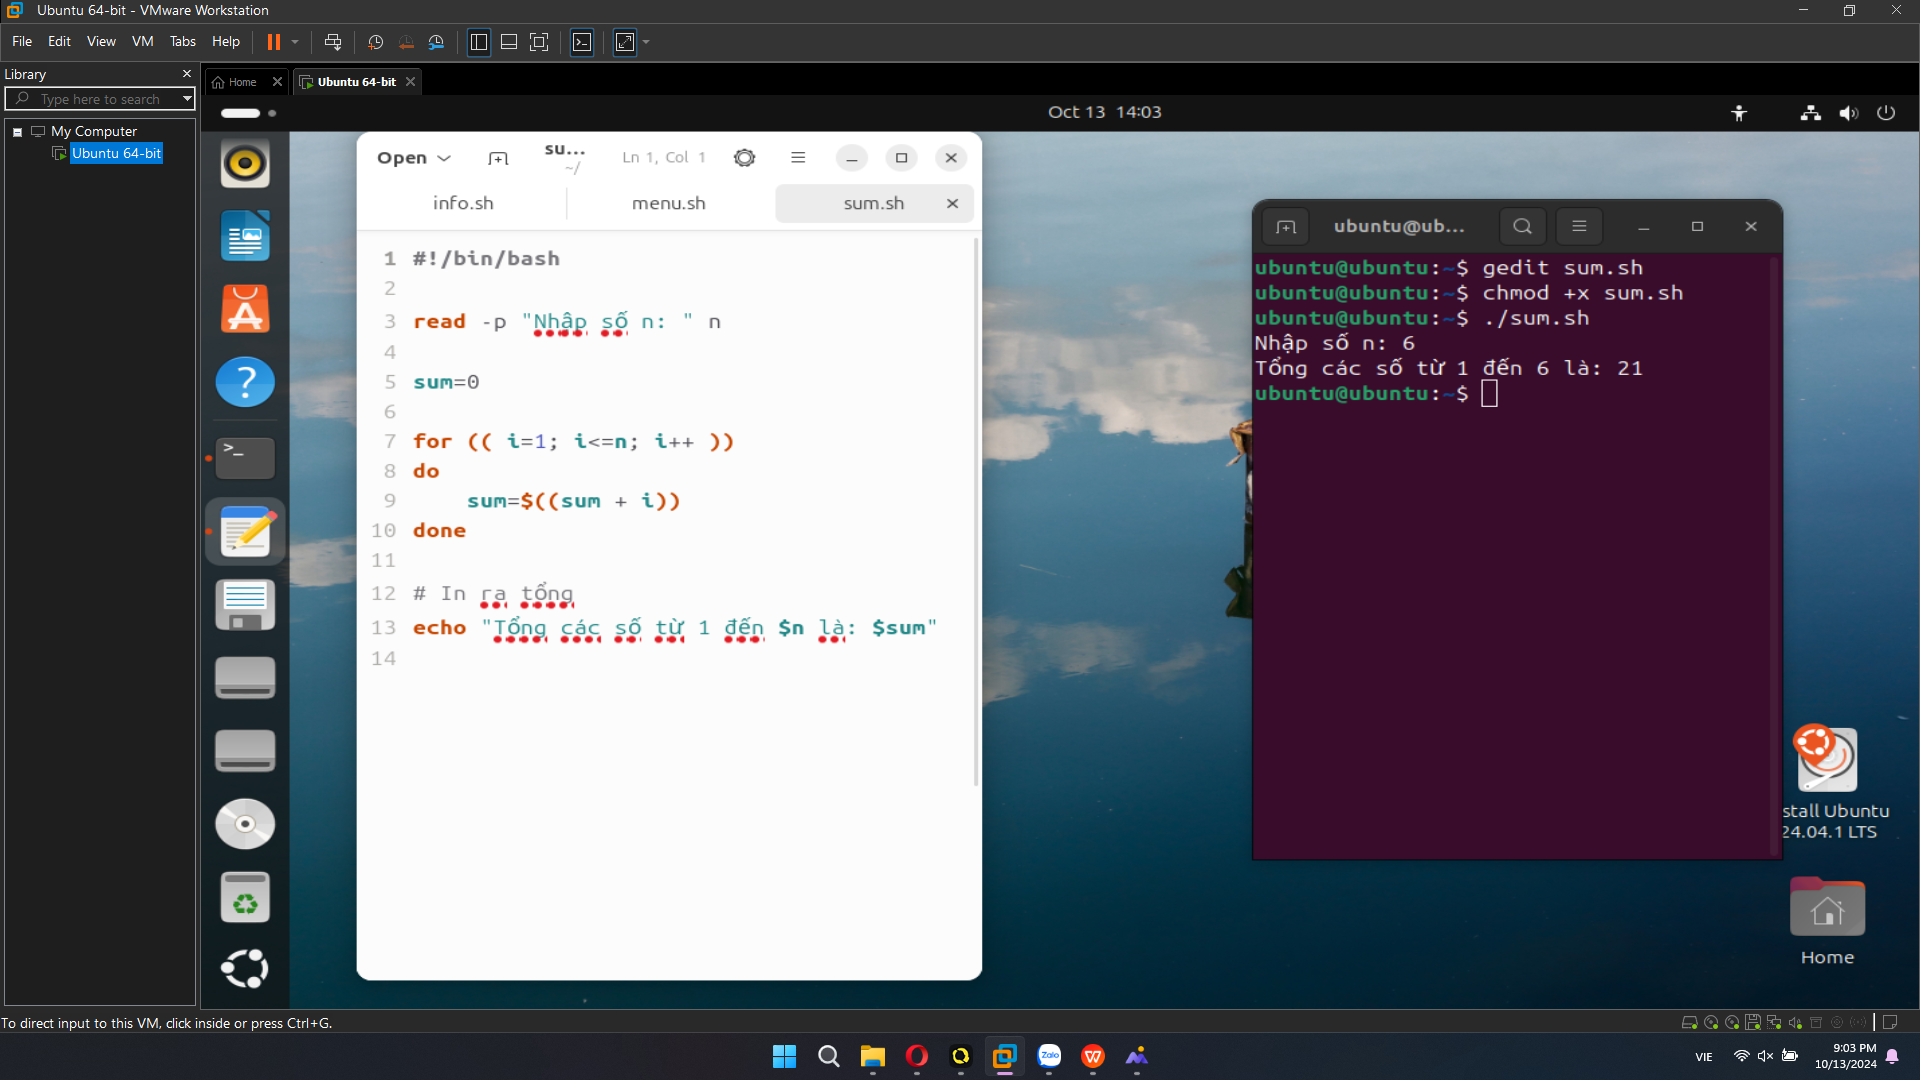 Ubuntu 64-bit - VMware Workstation
File Edit View VM Tabs Help
Library
Type here to search
My Computer
Ubuntu 64-bit
Home
Ubuntu 64-bit
Oct 13 14:03
Open
su...
~/
Ln 1, Col 1
info.sh
menu.sh
sum.sh
1 #!/bin/bash
2
3 read -p "Nhập số n: " n
4
5 sum=0
6
7 for (( i=1; i<=n; i++ ))
8 do
9 sum=$((sum + i))
10 done
11
12 # In ra tổng
13 echo "Tổng các số từ 1 đến $n là: $sum"
14
ubuntu@ub...
ubuntu@ubuntu:~$ gedit sum.sh
ubuntu@ubuntu:~$ chmod +x sum.sh
ubuntu@ubuntu:~$ ./sum.sh
Nhập số n: 6
Tổng các số từ 1 đến 6 là: 21
ubuntu@ubuntu:~$
stall Ubuntu
24.04.1 LTS
Home
To direct input to this VM, click inside or press Ctrl+G.
Zalo
VIE
9:03 PM
10/13/2024